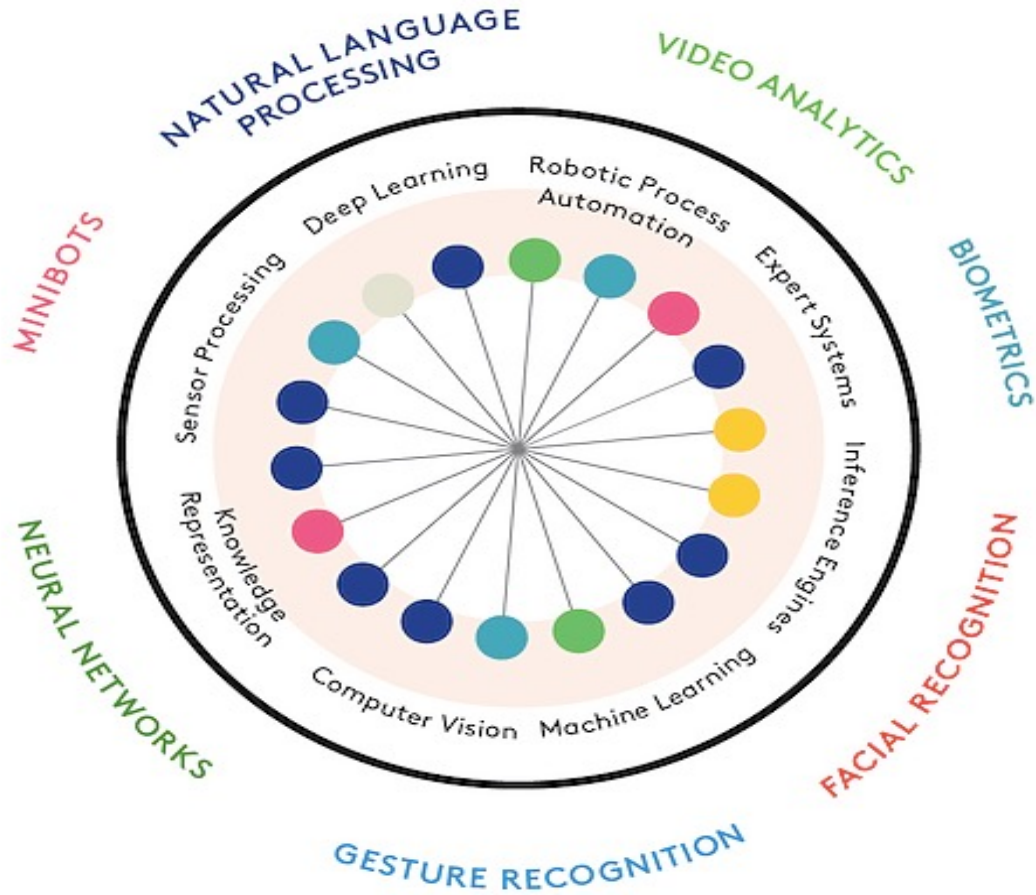 NATURAL LANGUAGE
PROCESSING
VIDEO ANALYTICS
BIOMETRICS
FACIAL RECOGNITION
GESTURE RECOGNITION
NEURAL NETWORKS
MINIBOTS
Deep Learning
Robotic Process
Automation
Expert Systems
Inference Engines
Machine Learning
Computer Vision
Knowledge
Representation
Sensor Processing